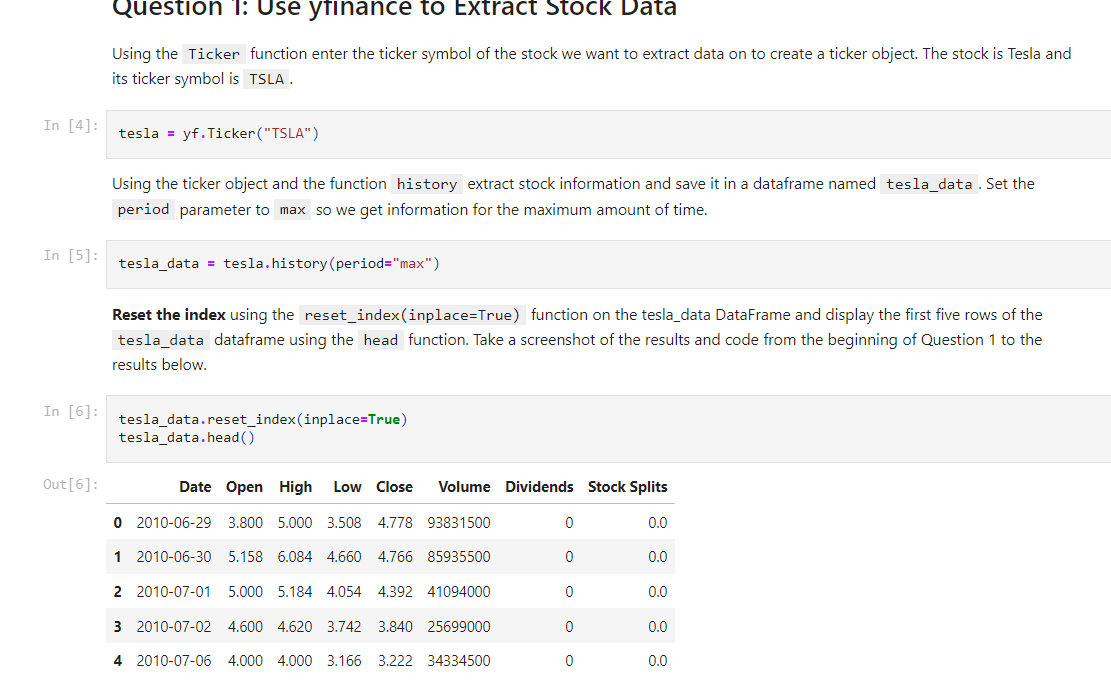 Question 1: Use yfinance to Extract Stock Data
Using the Ticker function enter the ticker symbol of the stock we want to extract data on to create a ticker object. The stock is Tesla and
its ticker symbol is TSLA .
In [4]: tesla = yf.Ticker("TSLA")
Using the ticker object and the function history extract stock information and save it in a dataframe named tesla_data . Set the
period parameter to max so we get information for the maximum amount of time.
In [5]: tesla_data = tesla.history(period="max")
Reset the index using the reset_index(inplace=True) function on the tesla_data DataFrame and display the first five rows of the
tesla_data dataframe using the head function. Take a screenshot of the results and code from the beginning of Question 1 to the
results below.
In [6]: tesla_data.reset_index(inplace=True)
tesla_data.head()
Out[6]: Date Open High Low Close Volume Dividends Stock Splits
0 2010-06-29 3.800 5.000 3.508 4.778 93831500 0 0.0
1 2010-06-30 5.158 6.084 4.660 4.766 85935500 0 0.0
2 2010-07-01 5.000 5.184 4.054 4.392 41094000 0 0.0
3 2010-07-02 4.600 4.620 3.742 3.840 25699000 0 0.0
4 2010-07-06 4.000 4.000 3.166 3.222 34334500 0 0.0